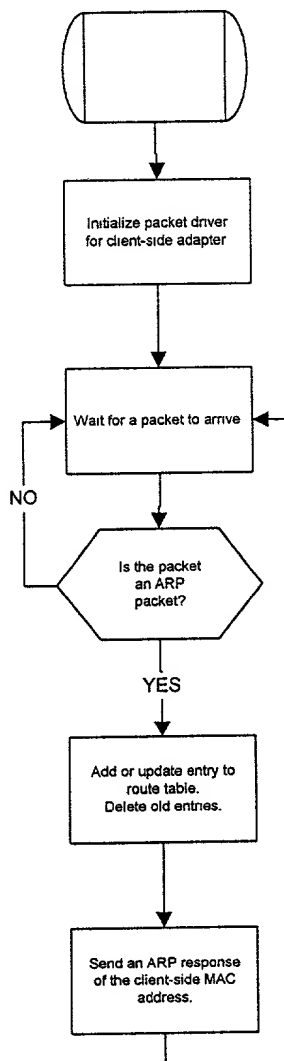 Initialize packet driver
for client-side adapter
Wait for a packet to arrive
NO
Is the packet
an ARP
packet?
YES
Add or update entry to
route table.
Delete old entries.
Send an ARP response
of the client-side MAC
address.